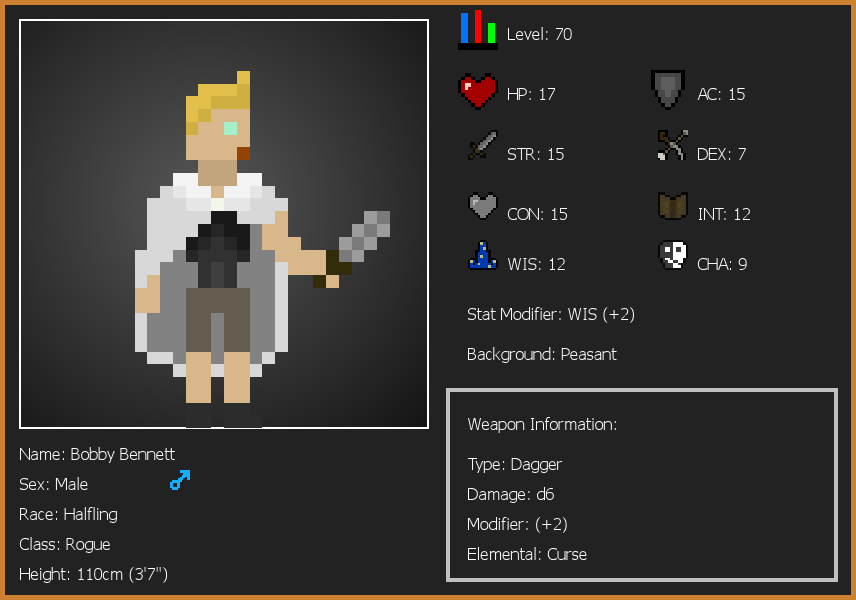 Level: 70
HP: 17
AC: 15
STR: 15
DEX: 7
CON: 15
INT: 12
WIS: 12
CHA: 9
Stat Modifier: WIS (+2)
Background: Peasant
Name: Bobby Bennett
Sex: Male
Race: Halfling
Class: Rogue
Height: 110cm (3'7")
Weapon Information:
Type: Dagger
Damage: d6
Modifier: (+2)
Elemental: Curse